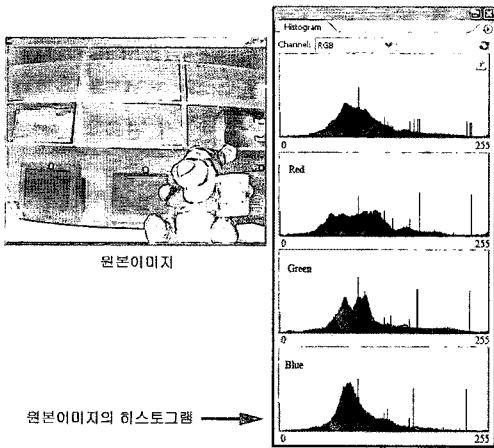 Histogram
Channel: RGB
0 255
Red
0 255
Green
0 255
Blue
0 255
원본이미지
원본이미지의 히스토그램